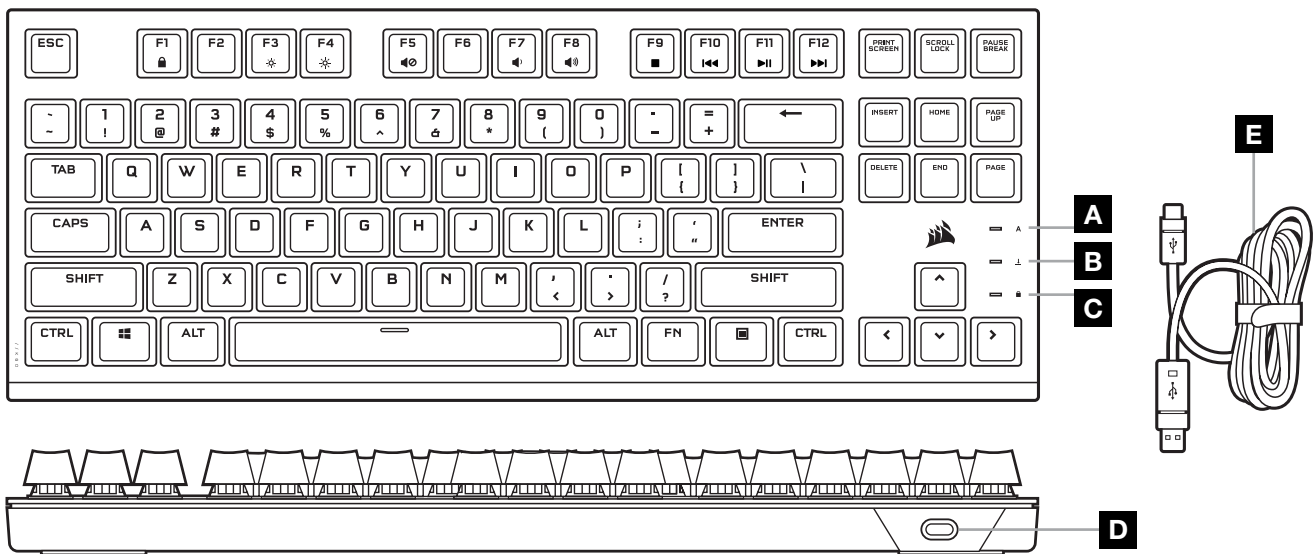 ESC F1 F2 F3 F4 F5 F6 F7 F8 F9 F10 F11 F12 PRINT SCREEN SCROLL LOCK PAUSE BREAK
` ~ 1 ! 2 @ 3 # 4 $ 5 % 6 ^ 7 & 8 * 9 ( 0 ) - _ = + ← INSERT HOME PAGE UP
TAB Q W E R T Y U I O P [ { ] } \ | DELETE END PAGE
CAPS A S D F G H J K L ; : ' " ENTER A A
B
SHIFT Z X C V B N M , < . > / ? SHIFT ^ C
CTRL ALT ALT FN CTRL < >
E
D